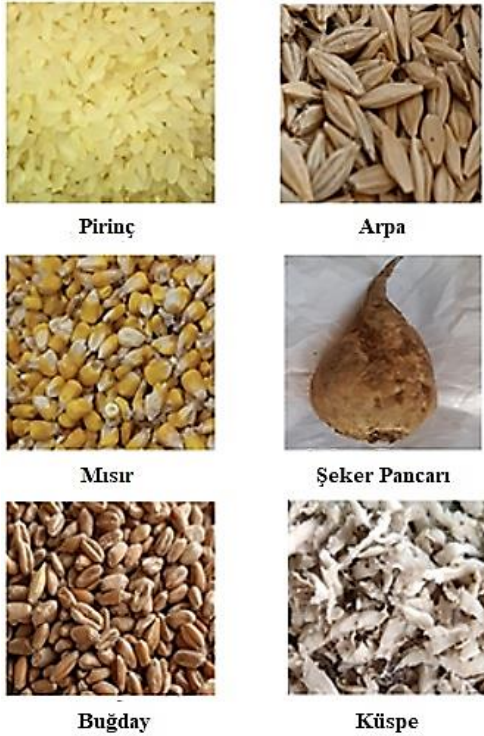 Pirinç
Arpa
Mısır
Şeker Pancarı
Buğday
Küspe